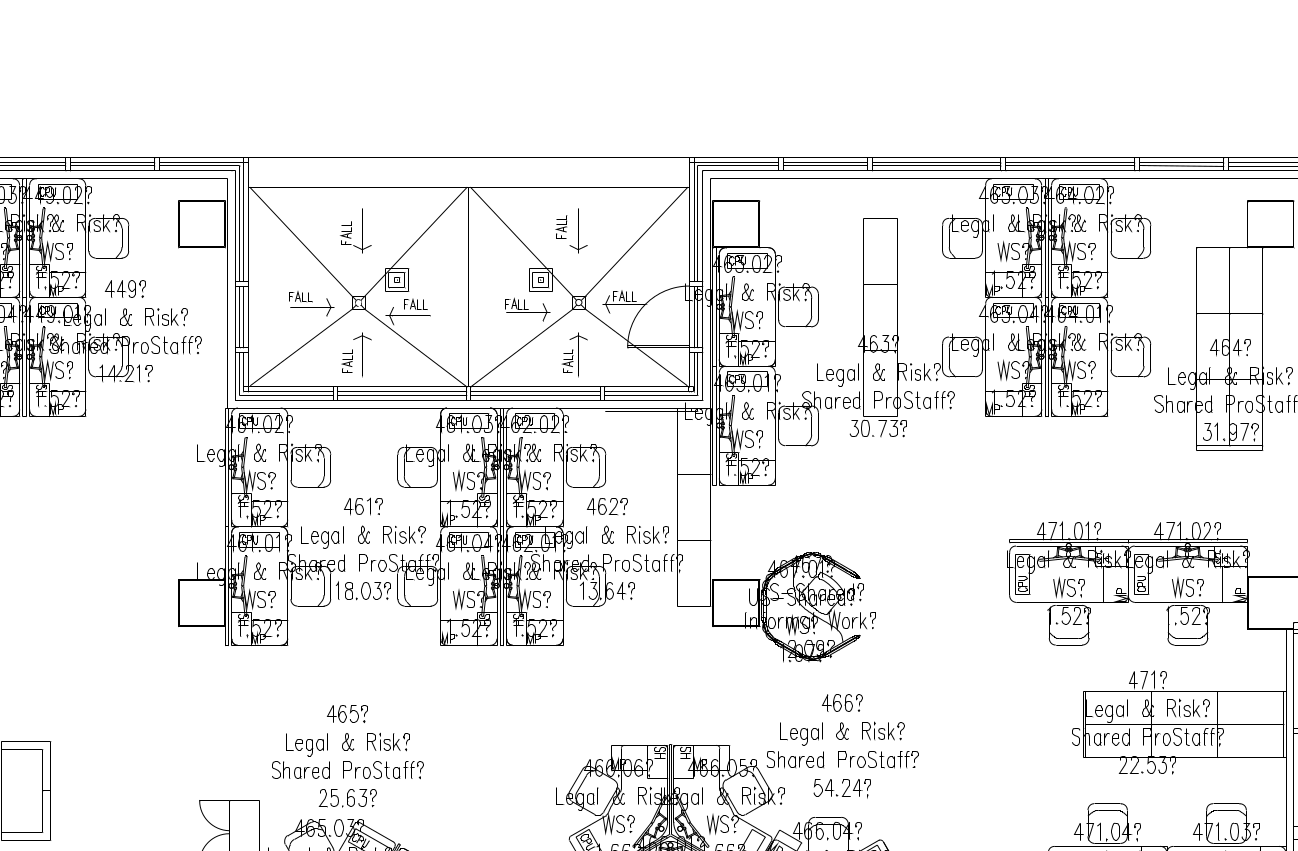 449.02?
Legal & Risk?
WS?
1.52?
449.01?
Legal & Risk?
449?
Legal & Risk?
Shared ProStaff?
14.21?
FALL
FALL
FALL
FALL
FALL
FALL
FALL
FALL
463.02?
Legal & Risk?
WS?
1.52?
463.01?
Legal & Risk?
WS?
1.52?
463?
Legal & Risk?
Shared ProStaff?
30.73?
463.03?
Legal & Risk?
WS?
1.52?
464.02?
Legal & Risk?
WS?
1.52?
463.04?
Legal & Risk?
WS?
1.52?
464.01?
Legal & Risk?
WS?
1.52?
464?
Legal & Risk?
Shared ProStaff
31.97?
461.02?
Legal & Risk?
WS?
1.52?
461.01?
Legal & Risk?
WS?
1.52?
461?
Legal & Risk?
Shared ProStaff?
18.03?
461.03?
Legal & Risk?
WS?
1.52?
462.02?
Legal & Risk?
WS?
1.52?
461.04?
Legal & Risk?
WS?
1.52?
462.01?
Legal & Risk?
WS?
1.52?
462?
Legal & Risk?
Shared ProStaff?
13.64?
Informal Work?
WS?
471.01?
Legal & Risk?
WS?
1.52?
CPU
MP
471.02?
Legal & Risk?
WS?
1.52?
CPU
MP
471?
Legal & Risk?
Shared ProStaff?
22.53?
465?
Legal & Risk?
Shared ProStaff?
25.63?
465.03?
Legal & Risk?
466?
Legal & Risk?
Shared ProStaff?
54.24?
466.06?
Legal & Risk?
WS?
1.66?
466.05?
Legal & Risk?
WS?
1.66?
HS
HS
466.04?
471.04?
471.03?